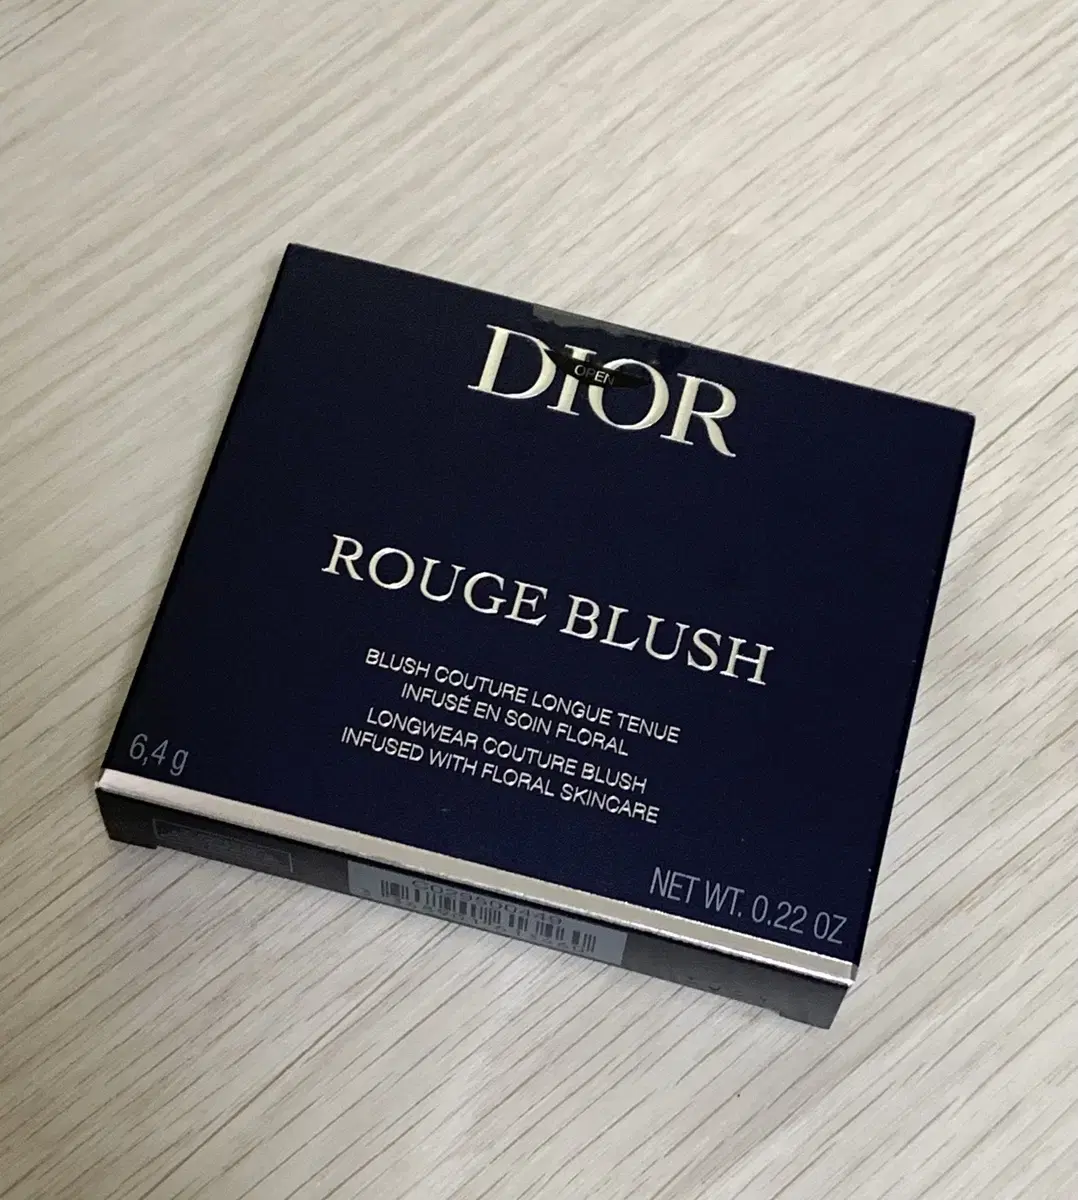 DIOR
OPEN
ROUGE BLUSH
BLUSH COUTURE LONGUE TENUE
INFUSÉ EN SOIN FLORAL
LONGWEAR COUTURE BLUSH
INFUSED WITH FLORAL SKINCARE
6,4 g
NET WT. 0.22 OZ
C029600449